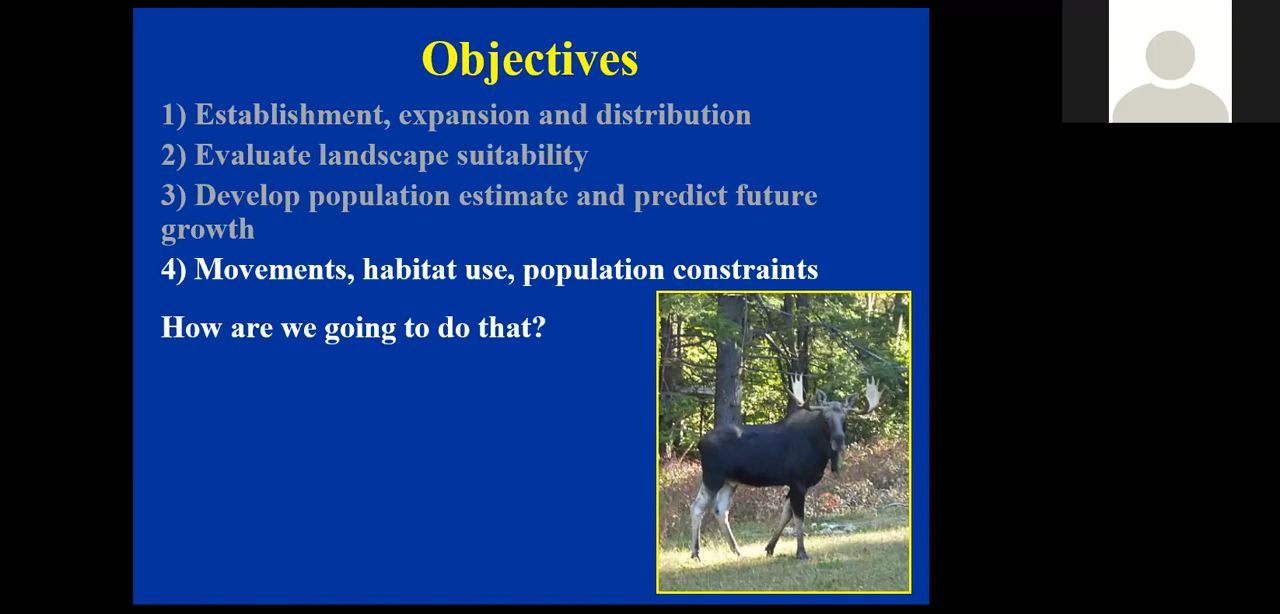 Objectives
1) Establishment, expansion and distribution
2) Evaluate landscape suitability
3) Develop population estimate and predict future
growth
4) Movements, habitat use, population constraints
How are we going to do that?